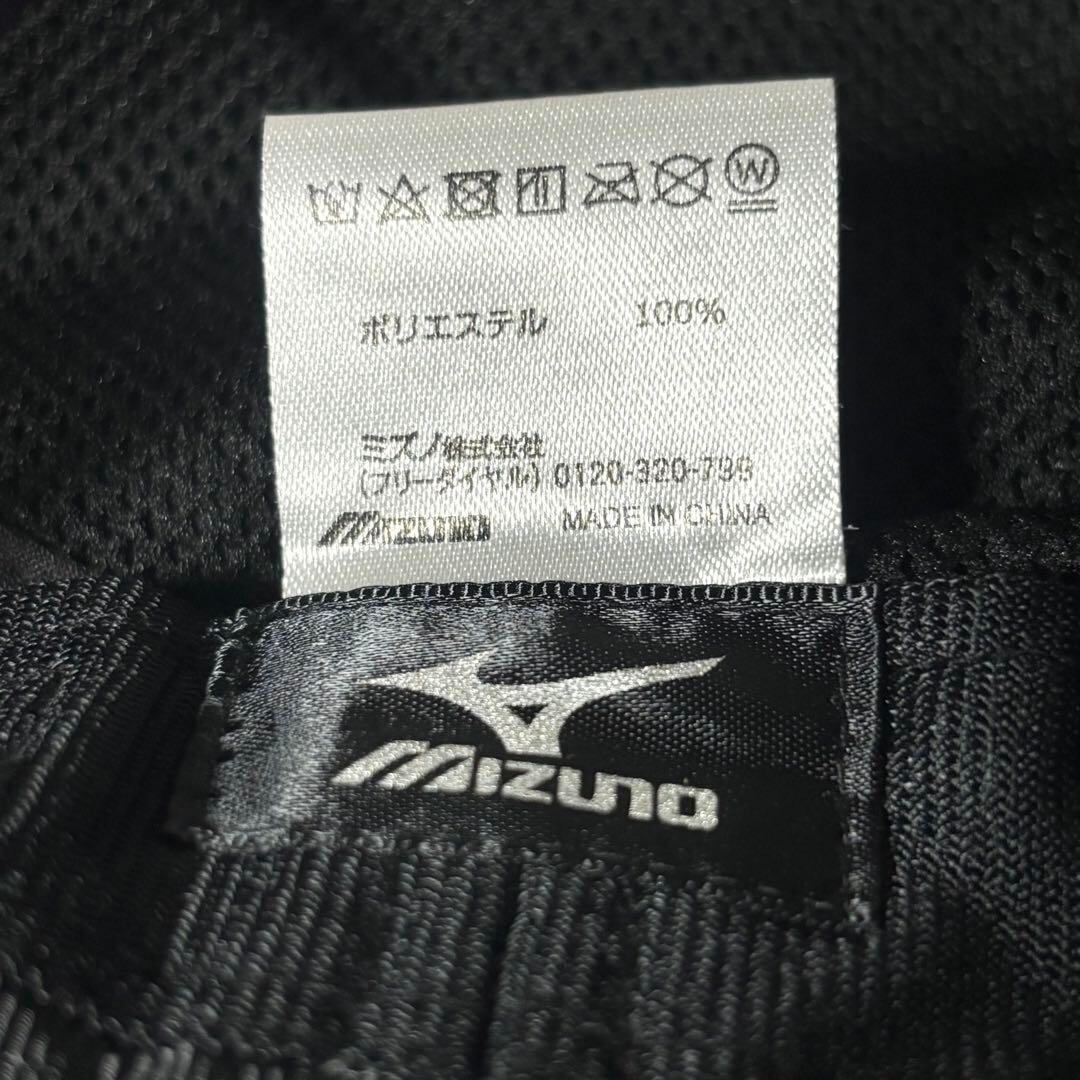 W
ポリエステル 100%
ミズノ株式会社
(フリーダイヤル) 0120-320-799
MIZUNO MADE IN CHINA
MIZUNO